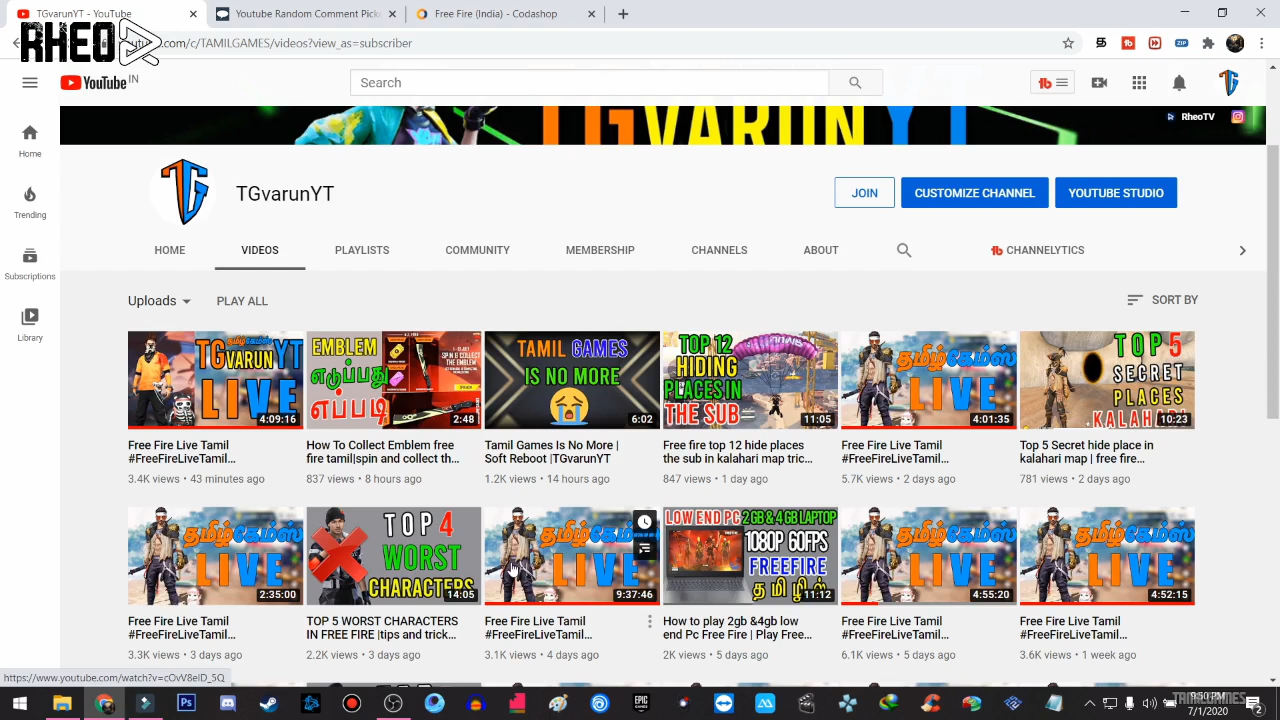 TGvarunYT - YouTube
YouTube Random Comment Picke
Free Fire (India) | Codashop
RHEO
/c/TAMILGAMES/videos?view_as=subscriber
YouTube IN
Search
TGVARUNYT
RheoTV
Home
Trending
Subscriptions
Library
TGvarunYT
JOIN
CUSTOMIZE CHANNEL
YOUTUBE STUDIO
HOME
VIDEOS
PLAYLISTS
COMMUNITY
MEMBERSHIP
CHANNELS
ABOUT
CHANNELYTICS
Uploads
PLAY ALL
SORT BY
தமிழ்கேம்ஸ்
TGVARUNYT
LIVE
4:09:16
EMBLEM
எடுப்பது
எப்படி
2:48
TAMIL GAMES
IS NO MORE
6:02
TOP 12
HIDING
PLACES IN
THE SUB
11:05
தமிழ்கேம்ஸ்
LIVE
4:01:35
TOP 5
SECRET
PLACES
KALAHARI
10:23
Free Fire Live Tamil
#FreeFireLiveTamil...
3.4K views • 43 minutes ago
How To Collect Emblem free
fire tamil|spin and collect th...
837 views • 8 hours ago
Tamil Games Is No More |
Soft Reboot |TGvarunYT
1.2K views • 14 hours ago
Free fire top 12 hide places
the sub in kalahari map tric...
847 views • 1 day ago
Free Fire Live Tamil
#FreeFireLiveTamil...
5.7K views • 2 days ago
Top 5 Secret hide place in
kalahari map | free fire...
781 views • 2 days ago
தமிழ்கேம்ஸ்
LIVE
2:35:00
TOP 4
WORST
CHARACTERS
14:05
தமிழ்கேம்ஸ்
LIVE
9:37:46
LOW END PC 2GB & 4GB LAPTOP
1080P 60FPS
FREEFIRE
தமிழில்
11:12
தமிழ்கேம்ஸ்
LIVE
4:55:20
தமிழ்கேம்ஸ்
LIVE
4:52:15
Free Fire Live Tamil
#FreeFireLiveTamil...
3.3K views • 3 days ago
TOP 5 WORST CHARACTERS
IN FREE FIRE |tips and trick...
2.2K views • 3 days ago
Free Fire Live Tamil
#FreeFireLiveTamil...
3.1K views • 4 days ago
How to play 2gb &4gb low
end Pc Free Fire | Play Free...
2K views • 5 days ago
Free Fire Live Tamil
#FreeFireLiveTamil...
6.1K views • 5 days ago
Free Fire Live Tamil
#FreeFireLiveTamil...
3.6K views • 1 week ago
https://www.youtube.com/watch?v=cOvV8eID_5Q
9:50 PM
7/1/2020
TAMILGAMES
2